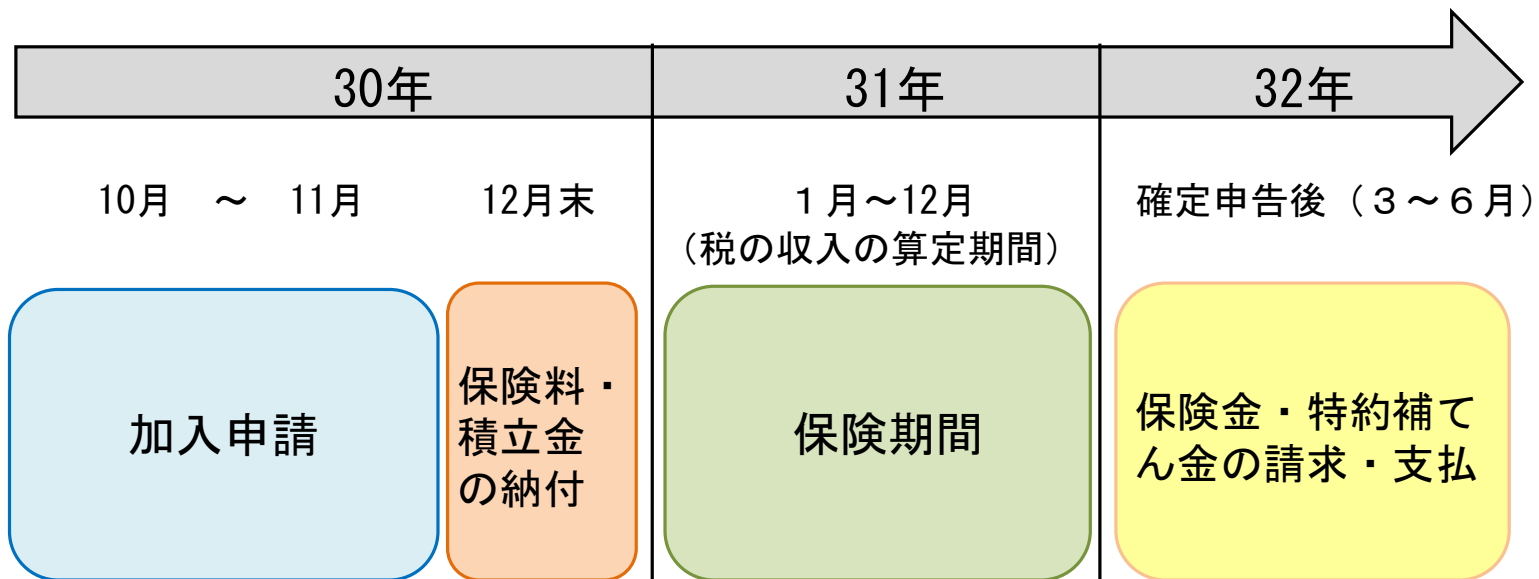 30年
31年
32年
10月　～　11月
12月末
１月～12月
（税の収入の算定期間）
確定申告後（３～６月）
加入申請
保険料・
積立金
の納付
保険期間
保険金・特約補て
ん金の請求・支払